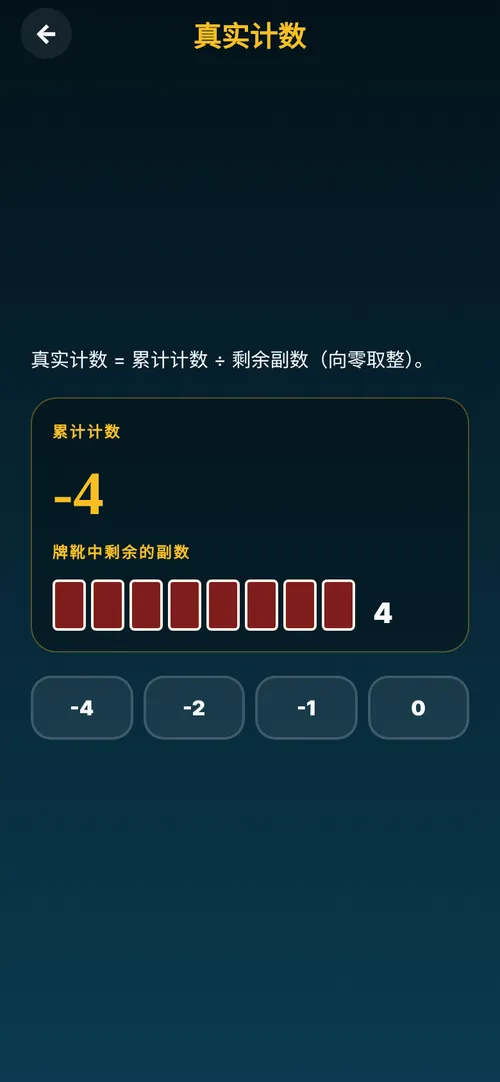 真实计数
真实计数 = 累计计数 ÷ 剩余副数（向零取整）。
累计计数
-4
牌靴中剩余的副数
4
-4 -2 -1 0